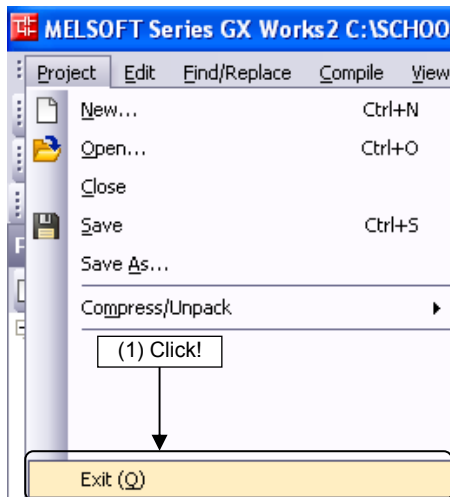 MELSOFT Series GX Works2 C:\SCHOO
Project Edit Find/Replace Compile View
New... Ctrl+N
Open... Ctrl+O
Close
Save Ctrl+S
Save As...
Compress/Unpack
(1) Click!
Exit (Q)